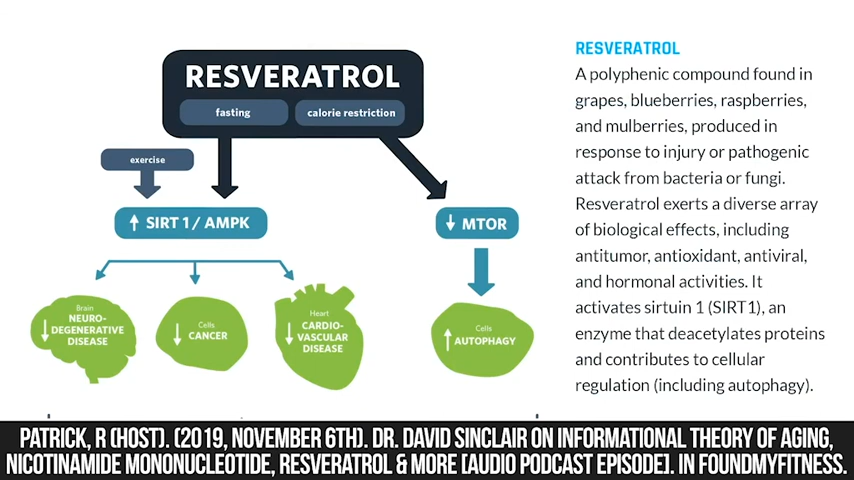 RESVERATROL
fasting
calorie restriction
exercise
SIRT 1 / AMPK
MTOR
Brain
NEURO-
DEGENERATIVE
DISEASE
Cells
CANCER
Heart
CARDIO-
VASCULAR
DISEASE
Cells
AUTOPHAGY
RESVERATROL
A polyphenic compound found in
grapes, blueberries, raspberries,
and mulberries, produced in
response to injury or pathogenic
attack from bacteria or fungi.
Resveratrol exerts a diverse array
of biological effects, including
antitumor, antioxidant, antiviral,
and hormonal activities. It
activates sirtuin 1 (SIRT1), an
enzyme that deacetylates proteins
and contributes to cellular
regulation (including autophagy).
PATRICK, R (HOST). (2019, NOVEMBER 6TH). DR. DAVID SINCLAIR ON INFORMATIONAL THEORY OF AGING,
NICOTINAMIDE MONONUCLEOTIDE, RESVERATROL & MORE [AUDIO PODCAST EPISODE]. IN FOUNDMYFITNESS.